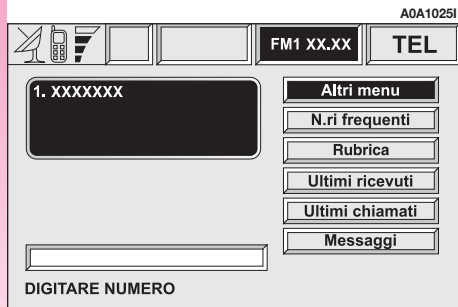 A0A1025I
FM1 XX.XX
TEL
1. XXXXXXX
Altri menu
N.ri frequenti
Rubrica
Ultimi ricevuti
Ultimi chiamati
Messaggi
DIGITARE NUMERO